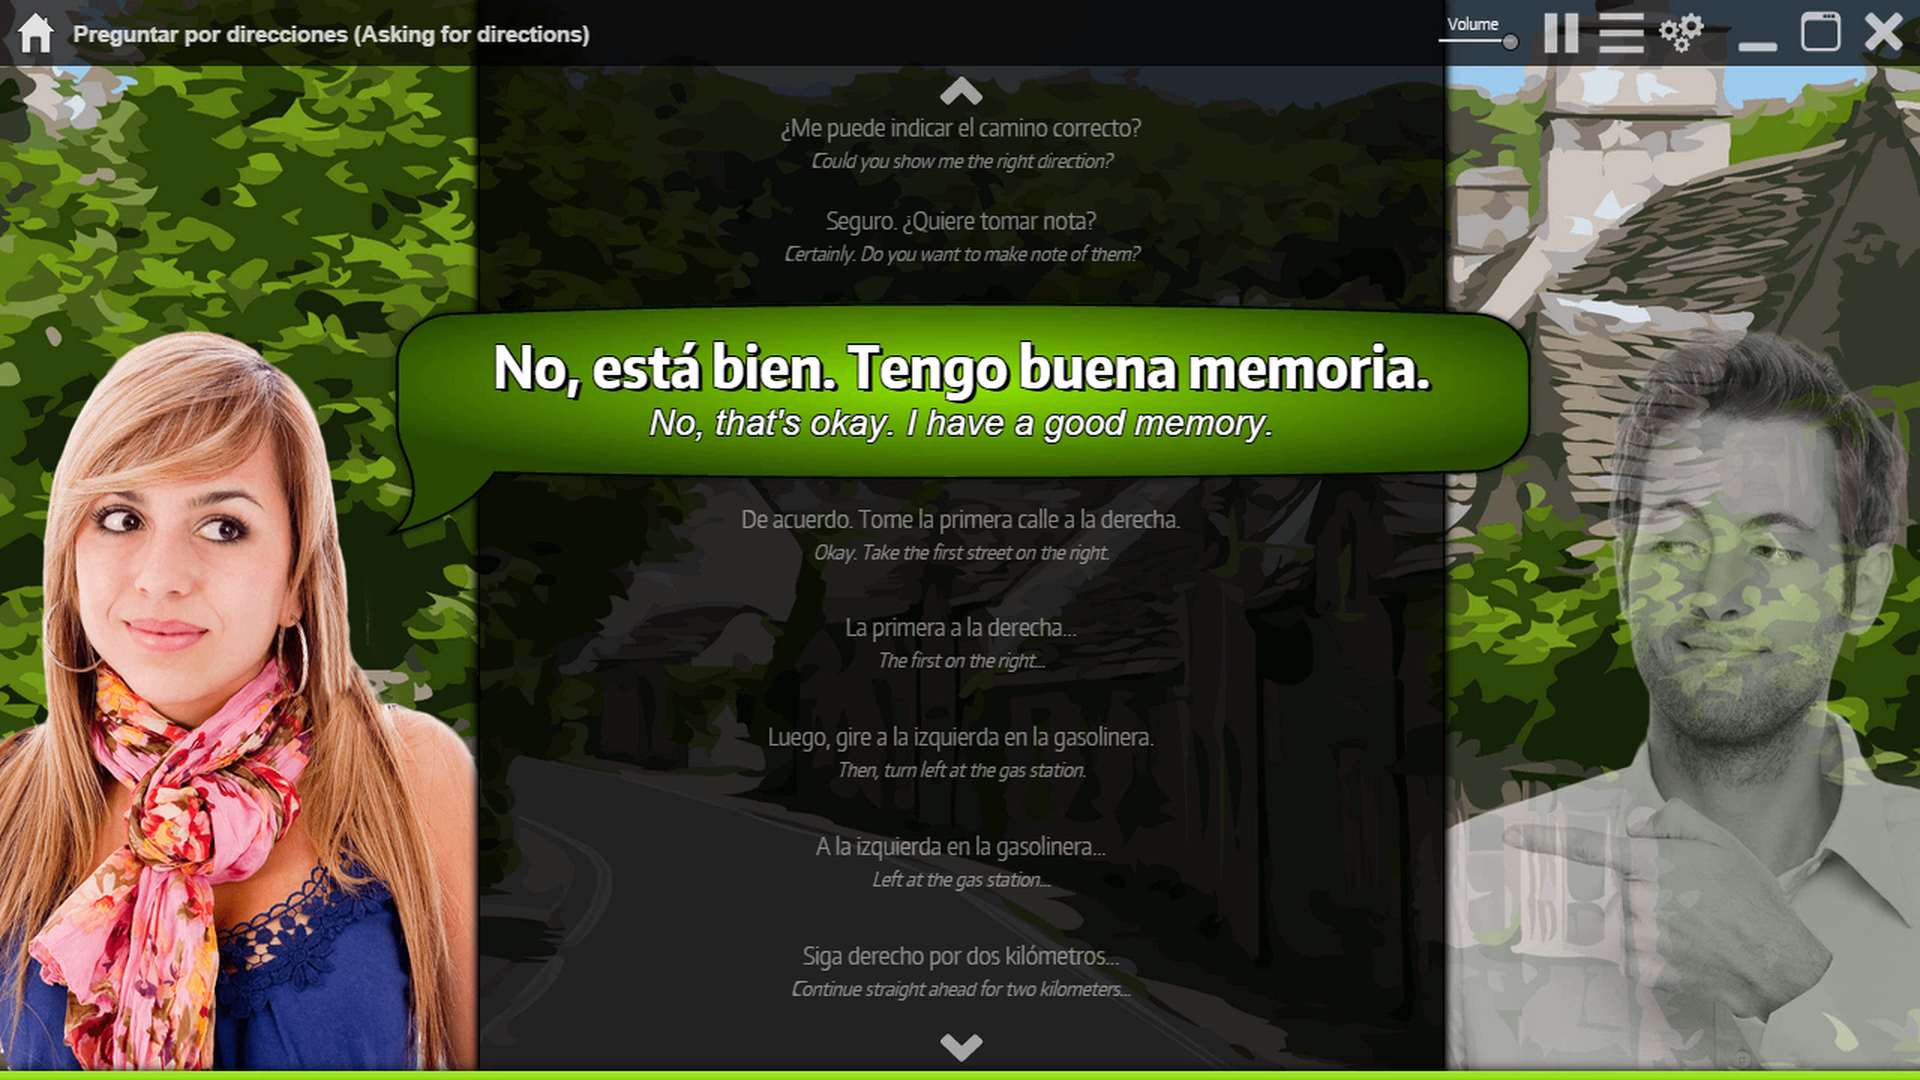 Preguntar por direcciones (Asking for directions)
Volume
¿Me puede indicar el camino correcto?
Could you show me the right direction?
Seguro. ¿Quiere tomar nota?
Certainly. Do you want to make note of them?
No, está bien. Tengo buena memoria.
No, that's okay. I have a good memory.
De acuerdo. Tome la primera calle a la derecha.
Okay. Take the first street on the right.
La primera a la derecha...
The first on the right...
Luego, gire a la izquierda en la gasolinera.
Then, turn left at the gas station.
A la izquierda en la gasolinera...
Left at the gas station...
Siga derecho por dos kilómetros...
Continue straight ahead for two kilometers...